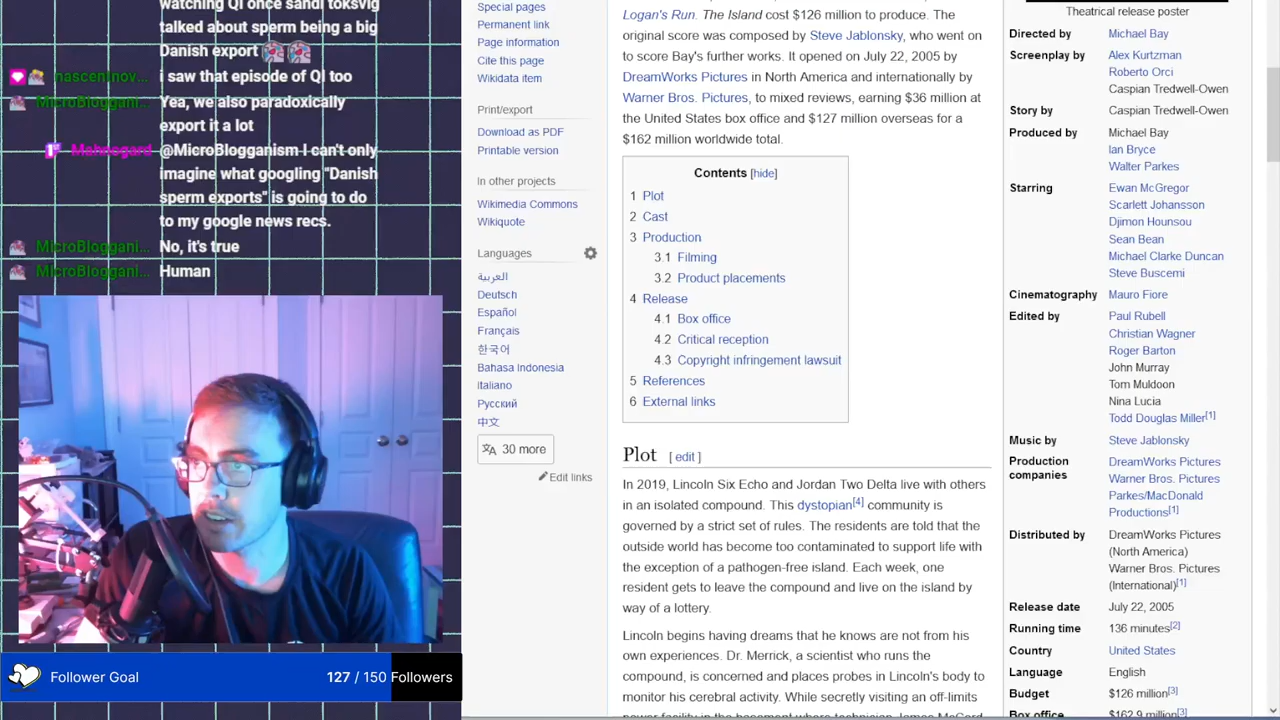 watching QI once sandi toksvig
talked about sperm being a big
Danish export
nascentnov... i saw that episode of QI too
MicroBloggani... Yea, we also paradoxically
export it a lot
Mahnsgard @MicroBlogganism I can't only
imagine what googling "Danish
sperm exports" is going to do
to my google news recs.
MicroBloggani... No, it's true
MicroBloggani... Human
Follower Goal
127 / 150 Followers
Special pages
Permanent link
Page information
Cite this page
Wikidata item
Print/export
Download as PDF
Printable version
In other projects
Wikimedia Commons
Wikiquote
Languages
العربية
Deutsch
Español
Français
한국어
Bahasa Indonesia
Italiano
Русский
中文
30 more
Edit links
Logan's Run. The Island cost $126 million to produce. The
original score was composed by Steve Jablonsky, who went on
to score Bay's further works. It opened on July 22, 2005 by
DreamWorks Pictures in North America and internationally by
Warner Bros. Pictures, to mixed reviews, earning $36 million at
the United States box office and $127 million overseas for a
$162 million worldwide total.
Contents [hide]
1 Plot
2 Cast
3 Production
3.1 Filming
3.2 Product placements
4 Release
4.1 Box office
4.2 Critical reception
4.3 Copyright infringement lawsuit
5 References
6 External links
Plot [ edit ]
In 2019, Lincoln Six Echo and Jordan Two Delta live with others
in an isolated compound. This dystopian[4] community is
governed by a strict set of rules. The residents are told that the
outside world has become too contaminated to support life with
the exception of a pathogen-free island. Each week, one
resident gets to leave the compound and live on the island by
way of a lottery.
Lincoln begins having dreams that he knows are not from his
own experiences. Dr. Merrick, a scientist who runs the
compound, is concerned and places probes in Lincoln's body to
monitor his cerebral activity. While secretly visiting an off-limits
power facility in the basement where technician James McCord
Theatrical release poster
Directed by Michael Bay
Screenplay by Alex Kurtzman
Roberto Orci
Caspian Tredwell-Owen
Story by Caspian Tredwell-Owen
Produced by Michael Bay
Ian Bryce
Walter Parkes
Starring Ewan McGregor
Scarlett Johansson
Djimon Hounsou
Sean Bean
Michael Clarke Duncan
Steve Buscemi
Cinematography Mauro Fiore
Edited by Paul Rubell
Christian Wagner
Roger Barton
John Murray
Tom Muldoon
Nina Lucia
Todd Douglas Miller[1]
Music by Steve Jablonsky
Production DreamWorks Pictures
companies Warner Bros. Pictures
Parkes/MacDonald
Productions[1]
Distributed by DreamWorks Pictures
(North America)
Warner Bros. Pictures
(International)[1]
Release date July 22, 2005
Running time 136 minutes[2]
Country United States
Language English
Budget $126 million[3]
Box office $162.9 million[3]